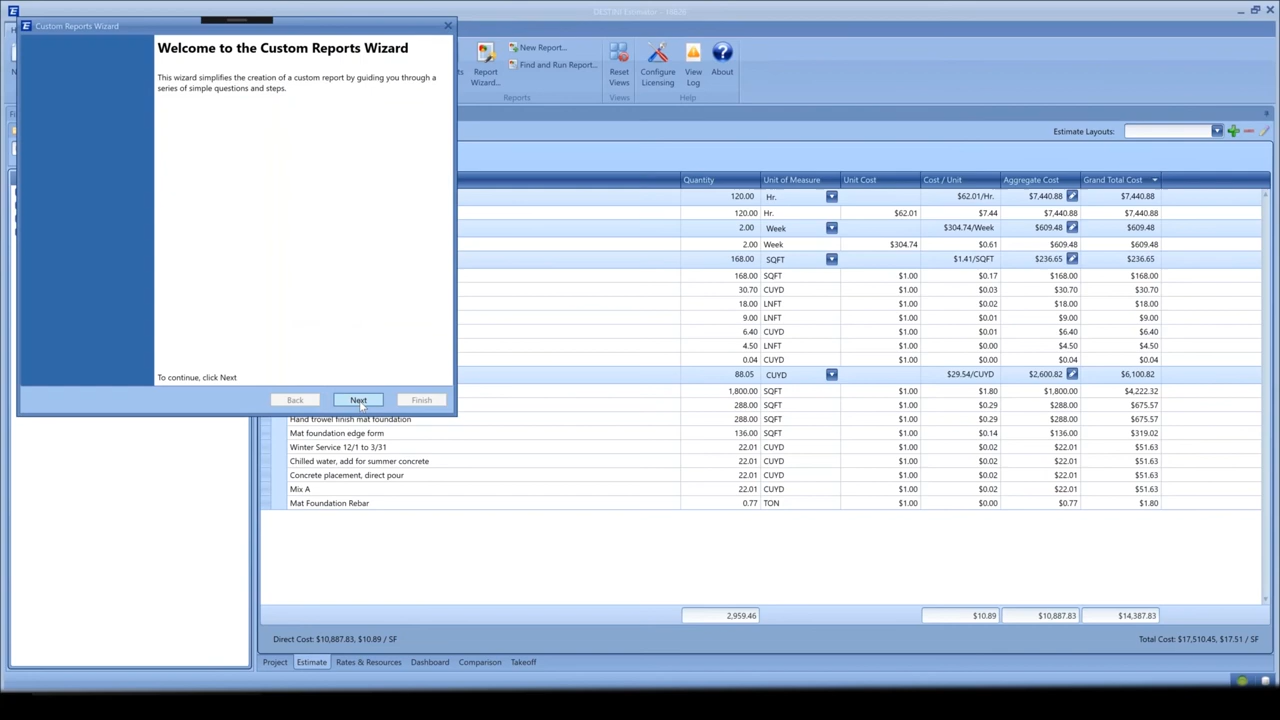 DESTINI Estimator - MIS2E
Custom Reports Wizard
Welcome to the Custom Reports Wizard
This wizard simplifies the creation of a custom report by guiding you through a
series of simple questions and steps.
To continue, click Next
Back
Next
Finish
Report
Wizard...
New Report...
Find and Run Report...
Reports
Reset
Views
Views
Configure
Licensing
View
Log
About
Help
Estimate Layouts:
Quantity Unit of Measure Unit Cost Cost / Unit Aggregate Cost Grand Total Cost
120.00 Hr. $62.01/Hr. $7,440.88 $7,440.88
120.00 Hr. $62.01 $7.44 $7,440.88 $7,440.88
2.00 Week $304.74/Week $609.48 $609.48
2.00 Week $304.74 $0.61 $609.48 $609.48
168.00 SQFT $1.41/SQFT $236.65 $236.65
168.00 SQFT $1.00 $0.17 $168.00 $168.00
30.70 CUYD $1.00 $0.03 $30.70 $30.70
18.00 LNFT $1.00 $0.02 $18.00 $18.00
9.00 LNFT $1.00 $0.01 $9.00 $9.00
6.40 CUYD $1.00 $0.01 $6.40 $6.40
4.50 LNFT $1.00 $0.00 $4.50 $4.50
0.04 CUYD $1.00 $0.00 $0.04 $0.04
88.05 CUYD $29.54/CUYD $2,600.82 $6,100.82
1,800.00 SQFT $1.00 $1.80 $1,800.00 $4,222.32
288.00 SQFT $1.00 $0.29 $288.00 $675.57
Hand trowel finish mat foundation 288.00 SQFT $1.00 $0.29 $288.00 $675.57
Mat foundation edge form 136.00 SQFT $1.00 $0.14 $136.00 $319.02
Winter Service 12/1 to 3/31 22.01 CUYD $1.00 $0.02 $22.01 $51.63
Chilled water, add for summer concrete 22.01 CUYD $1.00 $0.02 $22.01 $51.63
Concrete placement, direct pour 22.01 CUYD $1.00 $0.02 $22.01 $51.63
Mix A 22.01 CUYD $1.00 $0.02 $22.01 $51.63
Mat Foundation Rebar 0.77 TON $1.00 $0.00 $0.77 $1.80
2,959.46 $10.89 $10,887.83 $14,387.83
Direct Cost: $10,887.83, $10.89 / SF
Total Cost: $17,510.45, $17.51 / SF
Project Estimate Rates & Resources Dashboard Comparison Takeoff